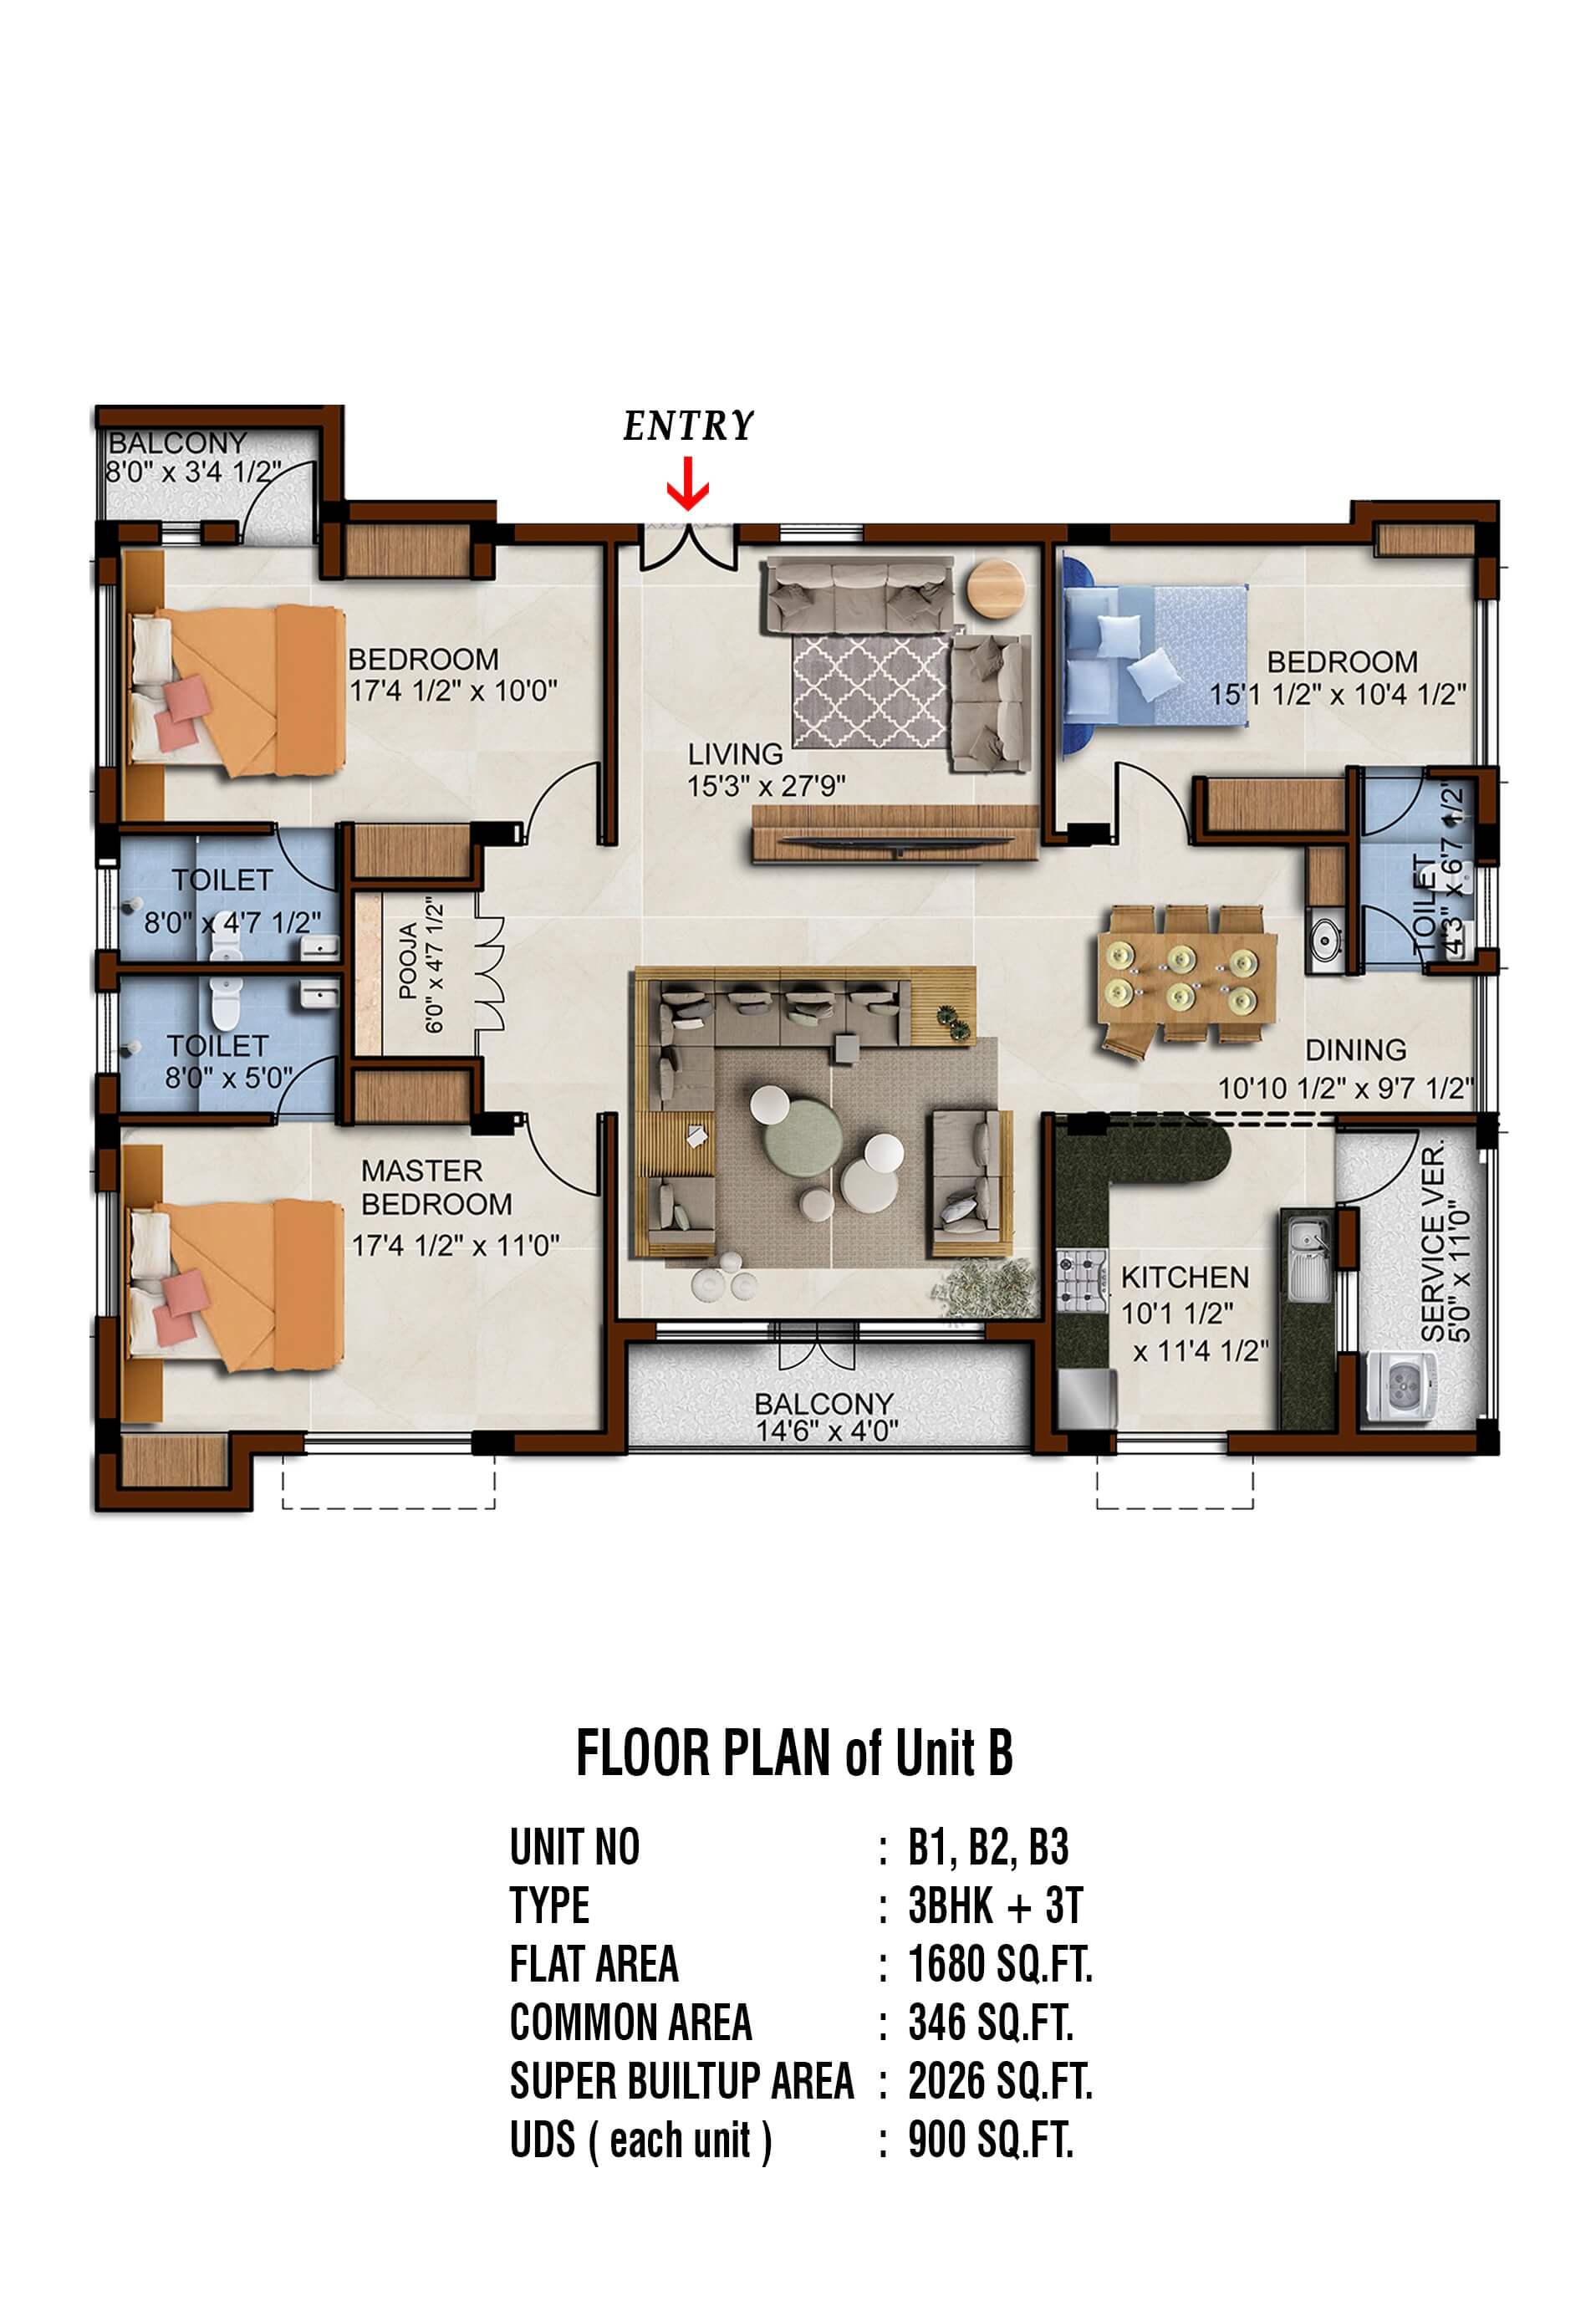 ENTRY
BALCONY
8'0" x 3'4 1/2"
BEDROOM
17'4 1/2" x 10'0"
LIVING
15'3" x 27'9"
BEDROOM
15'1 1/2" x 10'4 1/2"
TOILET
8'0" x 4'7 1/2"
POOJA
6'0" x 4'7 1/2"
TOILET
4'3" x 6'7 1/2"
TOILET
8'0" x 5'0"
DINING
10'10 1/2" x 9'7 1/2"
MASTER
BEDROOM
17'4 1/2" x 11'0"
KITCHEN
10'1 1/2"
x 11'4 1/2"
SERVICE VER.
5'0" x 11'0"
BALCONY
14'6" x 4'0"
FLOOR PLAN of Unit B
UNIT NO : B1, B2, B3
TYPE : 3BHK + 3T
FLAT AREA : 1680 SQ.FT.
COMMON AREA : 346 SQ.FT.
SUPER BUILTUP AREA : 2026 SQ.FT.
UDS ( each unit ) : 900 SQ.FT.